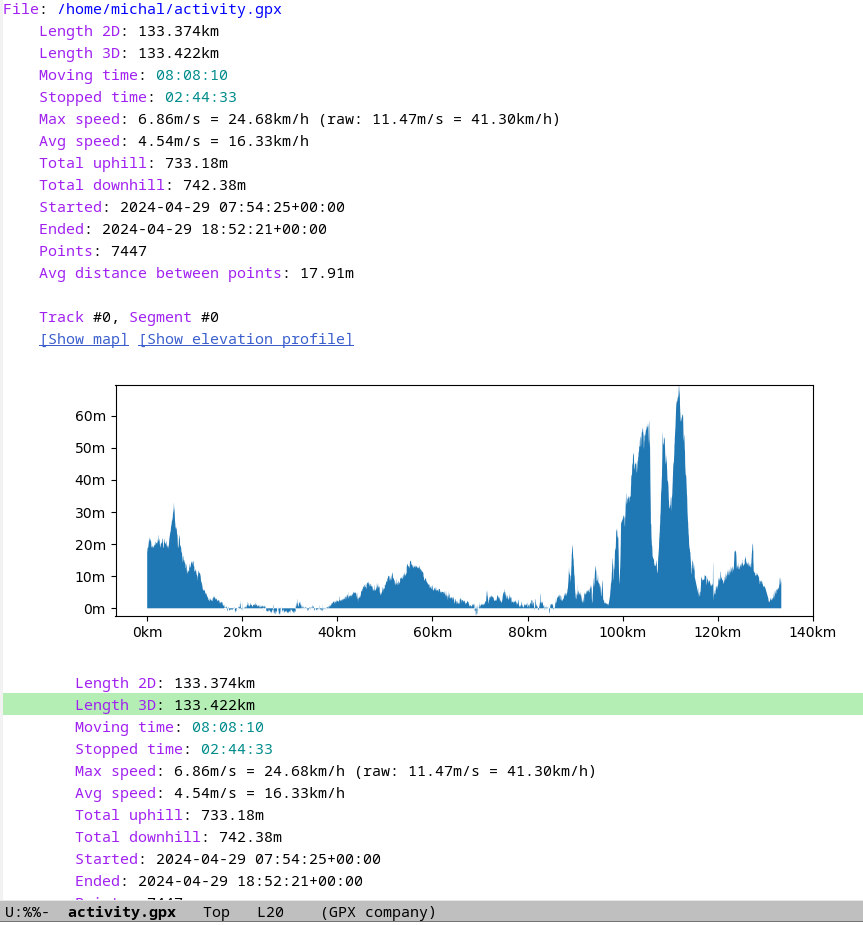 File: /home/michal/activity.gpx
Length 2D: 133.374km
Length 3D: 133.422km
Moving time: 08:08:10
Stopped time: 02:44:33
Max speed: 6.86m/s = 24.68km/h (raw: 11.47m/s = 41.30km/h)
Avg speed: 4.54m/s = 16.33km/h
Total uphill: 733.18m
Total downhill: 742.38m
Started: 2024-04-29 07:54:25+00:00
Ended: 2024-04-29 18:52:21+00:00
Points: 7447
Avg distance between points: 17.91m
Track #0, Segment #0
[Show map] [Show elevation profile]
60m
50m
40m
30m
20m
10m
0m
0km 20km 40km 60km 80km 100km 120km 140km
Length 2D: 133.374km
Length 3D: 133.422km
Moving time: 08:08:10
Stopped time: 02:44:33
Max speed: 6.86m/s = 24.68km/h (raw: 11.47m/s = 41.30km/h)
Avg speed: 4.54m/s = 16.33km/h
Total uphill: 733.18m
Total downhill: 742.38m
Started: 2024-04-29 07:54:25+00:00
Ended: 2024-04-29 18:52:21+00:00
U:%%- activity.gpx Top L20 (GPX company)